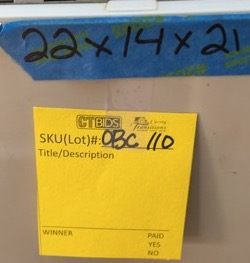 22x14x21
CTBIDS
SKU(Lot)#: OBC 110
Title/Description
WINNER PAID
YES
NO